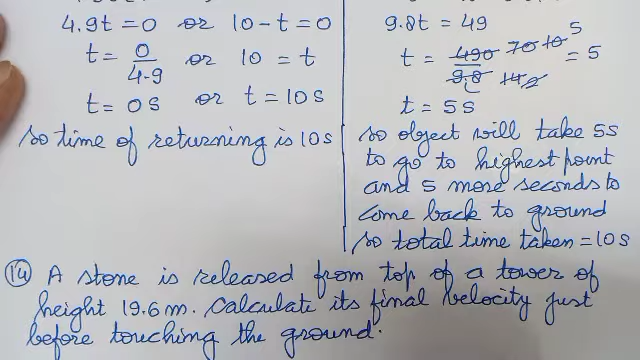 4.9t = 0 or 10 - t = 0
t = 0/4.9 or 10 = t
t = 0s or t = 10s
so time of returning is 10s
9.8t = 49
t = 490/9.8 70 10 5 = 5
t = 5s
so object will take 5s
to go to highest point
and 5 more seconds to
come back to ground
so total time taken = 10s
14 A stone is released from top of a tower of
height 19.6 m. Calculate its final velocity just
before touching the ground.